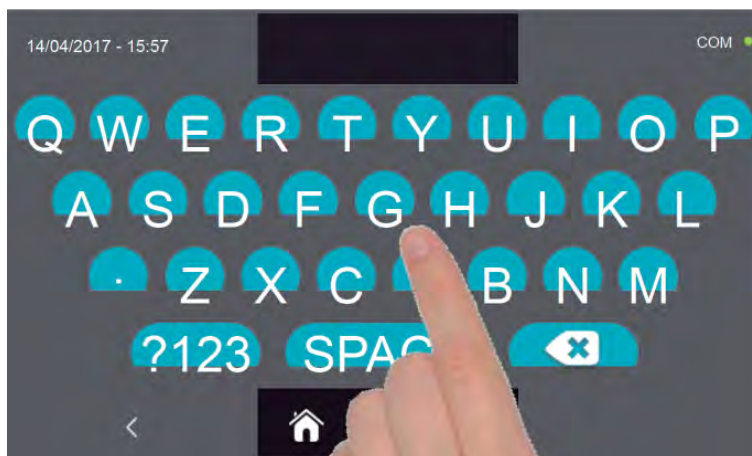 14/04/2017 - 15:57 COM
Q W E R T Y U I O P
A S D F G H J K L
. Z X C B N M
?123 SPAC